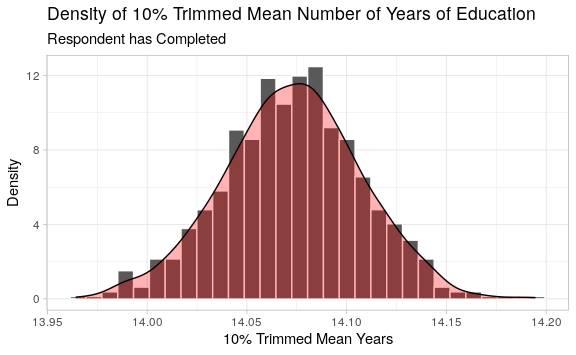 Density of 10% Trimmed Mean Number of Years of Education
Respondent has Completed
12
8
4
0
Density
13.95 14.00 14.05 14.10 14.15 14.20
10% Trimmed Mean Years